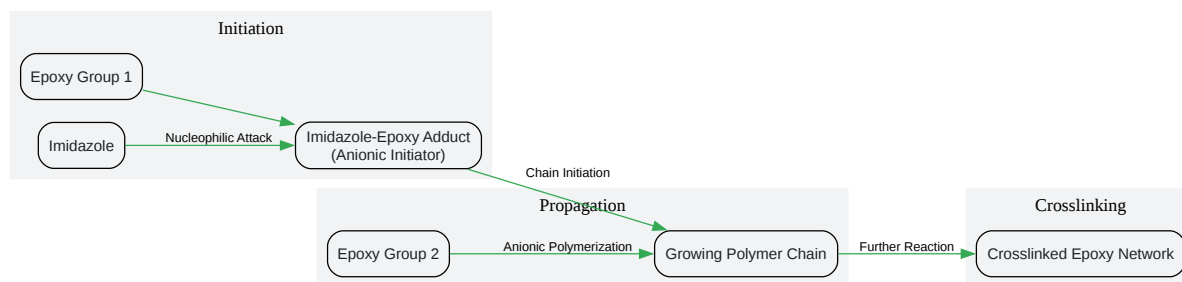 Initiation
Epoxy Group 1
Imidazole
Nucleophilic Attack
Imidazole-Epoxy Adduct
(Anionic Initiator)
Chain Initiation
Propagation
Epoxy Group 2
Anionic Polymerization
Growing Polymer Chain
Further Reaction
Crosslinking
Crosslinked Epoxy Network